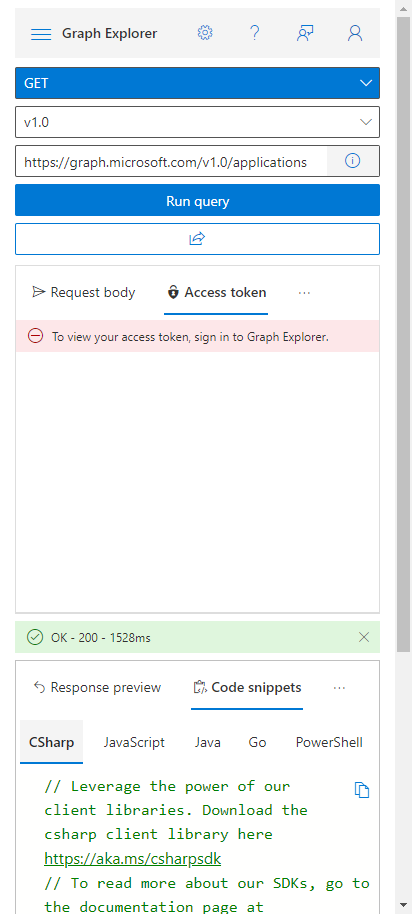 Graph Explorer
GET
v1.0
https://graph.microsoft.com/v1.0/applications
Run query
Request body
Access token
...
To view your access token, sign in to Graph Explorer.
OK - 200 - 1528ms
Response preview
Code snippets
...
CSharp
JavaScript
Java
Go
PowerShell
// Leverage the power of our
client libraries. Download the
csharp client library here
https://aka.ms/csharpsdk
// To read more about our SDKs, go to
the documentation page at